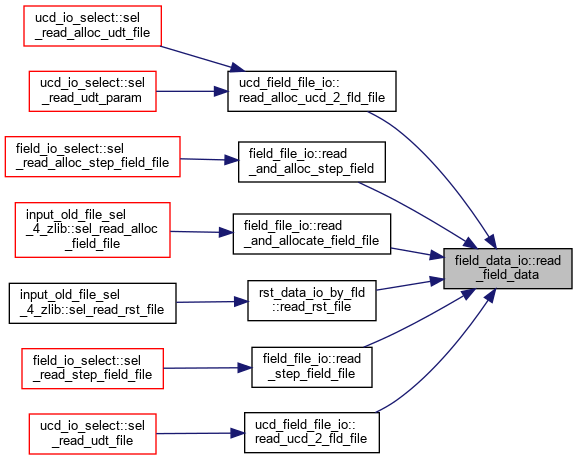 ucd_io_select::sel
_read_alloc_udt_file
ucd_io_select::sel
_read_udt_param
ucd_field_file_io::
read_alloc_ucd_2_fld_file
field_io_select::sel
_read_alloc_step_field_file
field_file_io::read
_and_alloc_step_field
input_old_file_sel
_4_zlib::sel_read_alloc
_field_file
field_file_io::read
_and_allocate_field_file
field_data_io::read
_field_data
input_old_file_sel
_4_zlib::sel_read_rst_file
rst_data_io_by_fld
::read_rst_file
field_io_select::sel
_read_step_field_file
field_file_io::read
_step_field_file
ucd_io_select::sel
_read_udt_file
ucd_field_file_io::
read_ucd_2_fld_file